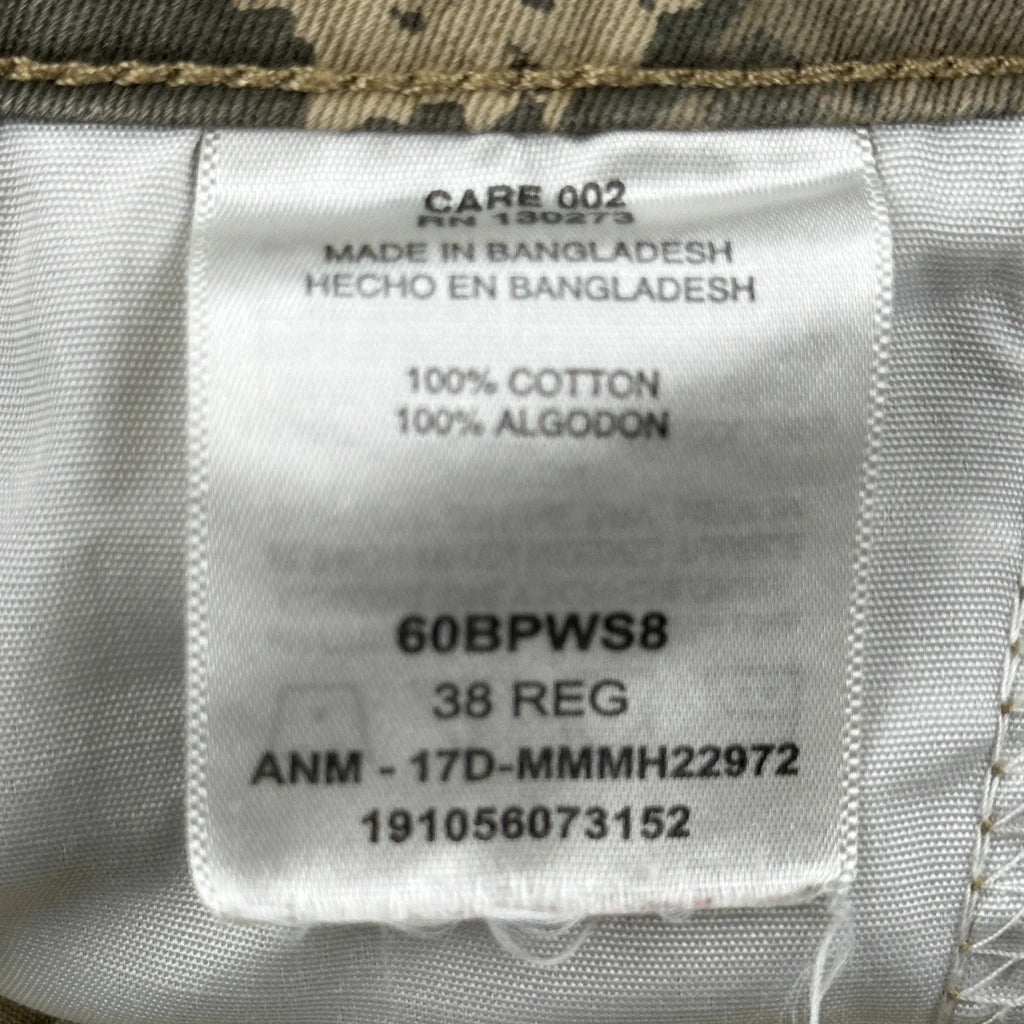 CARE 002
RN 130273
MADE IN BANGLADESH
HECHO EN BANGLADESH
100% COTTON
100% ALGODON
60BPWS8
38 REG
ANM - 17D-MMMH22972
191056073152